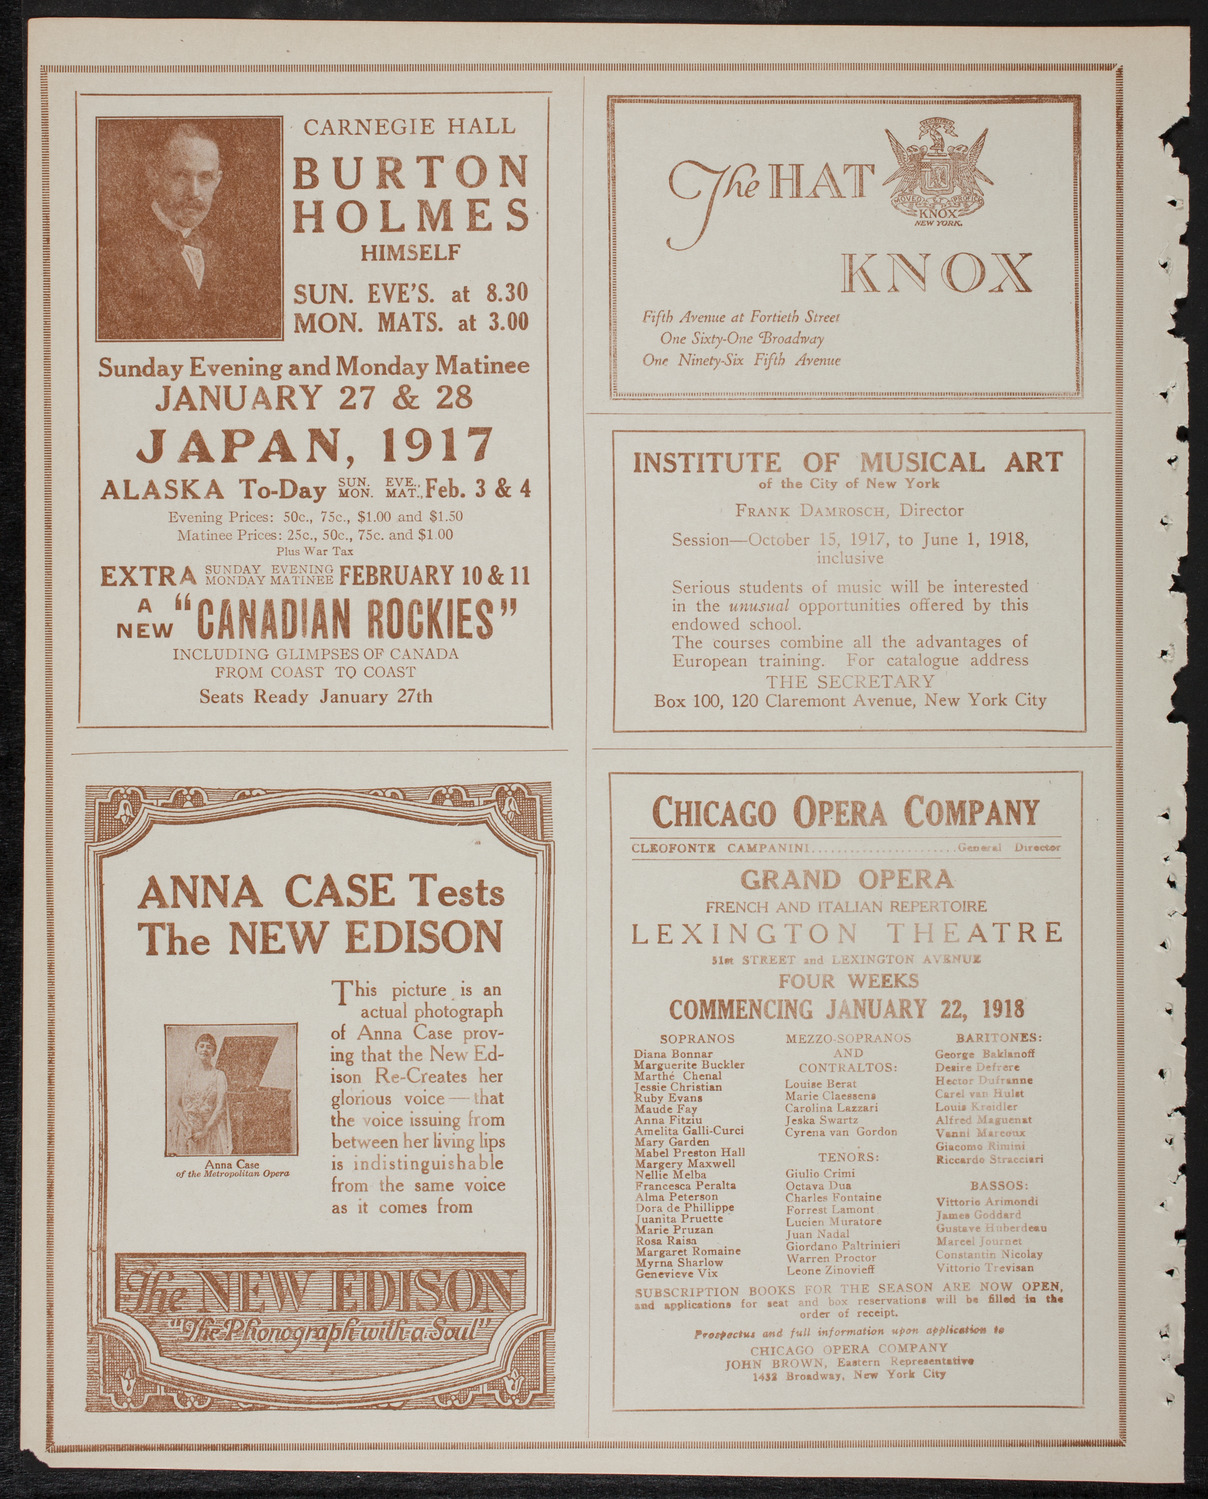 CARNEGIE HALL
BURTON
HOLMES
HIMSELF
SUN. EVE'S. at 8.30
MON. MATS. at 3.00
Sunday Evening and Monday Matinee
JANUARY 27 & 28
JAPAN, 1917
ALASKA To-Day SUN. EVE., MON. MAT., Feb. 3 & 4
Evening Prices: 50c., 75c., $1.00 and $1.50
Matinee Prices: 25c., 50c., 75c. and $1.00
Plus War Tax
EXTRA SUNDAY EVENING MONDAY MATINEE FEBRUARY 10 & 11
A NEW "CANADIAN ROCKIES"
INCLUDING GLIMPSES OF CANADA
FROM COAST TO COAST
Seats Ready January 27th
The HAT
KNOX
NEW YORK.
KNOX
Fifth Avenue at Fortieth Street
One Sixty-One Broadway
One Ninety-Six Fifth Avenue
INSTITUTE OF MUSICAL ART
of the City of New York
FRANK DAMROSCH, Director
Session—October 15, 1917, to June 1, 1918,
inclusive
Serious students of music will be interested
in the unusual opportunities offered by this
endowed school.
The courses combine all the advantages of
European training. For catalogue address
THE SECRETARY
Box 100, 120 Claremont Avenue, New York City
ANNA CASE Tests
The NEW EDISON
This picture is an
actual photograph
of Anna Case prov-
ing that the New Ed-
ison Re-Creates her
glorious voice—that
the voice issuing from
between her living lips
is indistinguishable
from the same voice
as it comes from
Anna Case
of the Metropolitan Opera
The NEW EDISON
"The Phonograph with a Soul"
CHICAGO OPERA COMPANY
CLEOFONTE CAMPANINI......................General Director
GRAND OPERA
FRENCH AND ITALIAN REPERTOIRE
LEXINGTON THEATRE
51st STREET and LEXINGTON AVENUE
FOUR WEEKS
COMMENCING JANUARY 22, 1918
SOPRANOS
Diana Bonnar
Marguerite Buckler
Marthé Chenal
Jessie Christian
Ruby Evans
Maude Fay
Anna Fitziu
Amelita Galli-Curci
Mary Garden
Mabel Preston Hall
Margery Maxwell
Nellie Melba
Francesca Peralta
Alma Peterson
Dora de Phillippe
Juanita Pruette
Marie Pruzan
Rosa Raisa
Margaret Romaine
Myrna Sharlow
Genevieve Vix
MEZZO-SOPRANOS
AND
CONTRALTOS:
Louise Berat
Marie Claessens
Carolina Lazzari
Jeska Swartz
Cyrena van Gordon
TENORS:
Giulio Crimi
Octava Dua
Charles Fontaine
Forrest Lamont
Lucien Muratore
Juan Nadal
Giordano Paltrinieri
Warren Proctor
Leone Zinovieff
BARITONES:
George Baklanoff
Desire Defrere
Hector Dufranne
Carel van Hulst
Louis Kreidler
Alfred Maguenat
Vanni Marcoux
Giacomo Rimini
Riccardo Stracciari
BASSOS:
Vittorio Arimondi
James Goddard
Gustave Huberdeau
Marcel Journet
Constantin Nicolay
Vittorio Trevisan
SUBSCRIPTION BOOKS FOR THE SEASON ARE NOW OPEN,
and applications for seat and box reservations will be filled in the
order of receipt.
Prospectus and full information upon application to
CHICAGO OPERA COMPANY
JOHN BROWN, Eastern Representative
1452 Broadway, New York City